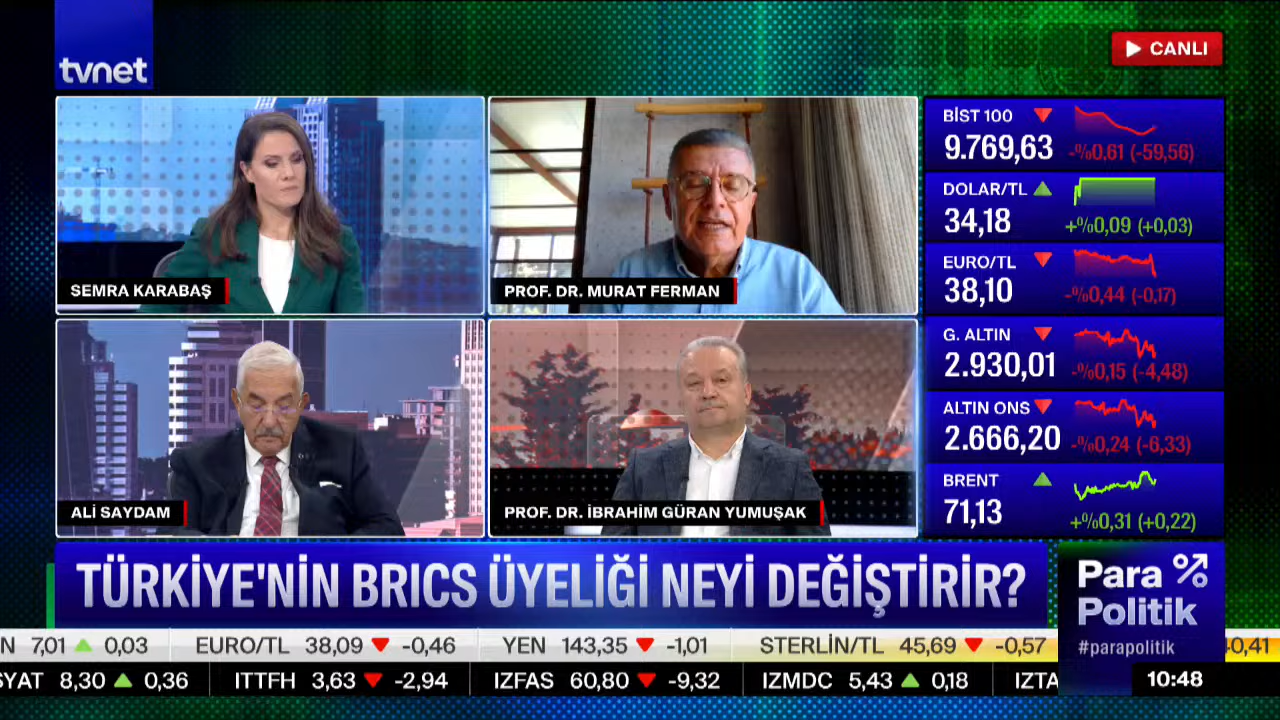 tvnet
CANLI
SEMRA KARABAŞ
PROF. DR. MURAT FERMAN
ALİ SAYDAM
PROF. DR. İBRAHİM GÜRAN YUMUŞAK
BİST 100
9.769,63 -%0,61 (-59,56)
DOLAR/TL
34,18 +%0,09 (+0,03)
EURO/TL
38,10 -%0,44 (-0,17)
G. ALTIN
2.930,01 -%0,15 (-4,48)
ALTIN ONS
2.666,20 -%0,24 (-6,33)
BRENT
71,13 +%0,31 (+0,22)
TÜRKİYE'NİN BRICS ÜYELİĞİ NEYİ DEĞİŞTİRİR?
Para %
Politik
#parapolitik
N 7,01 0,03 EURO/TL 38,09 -0,46 YEN 143,35 -1,01 STERLİN/TL 45,69 -0,57 0,41
SYAT 8,30 0,36 ITTFH 3,63 -2,94 IZFAS 60,80 -9,32 IZMDC 5,43 0,18 IZTA
10:48